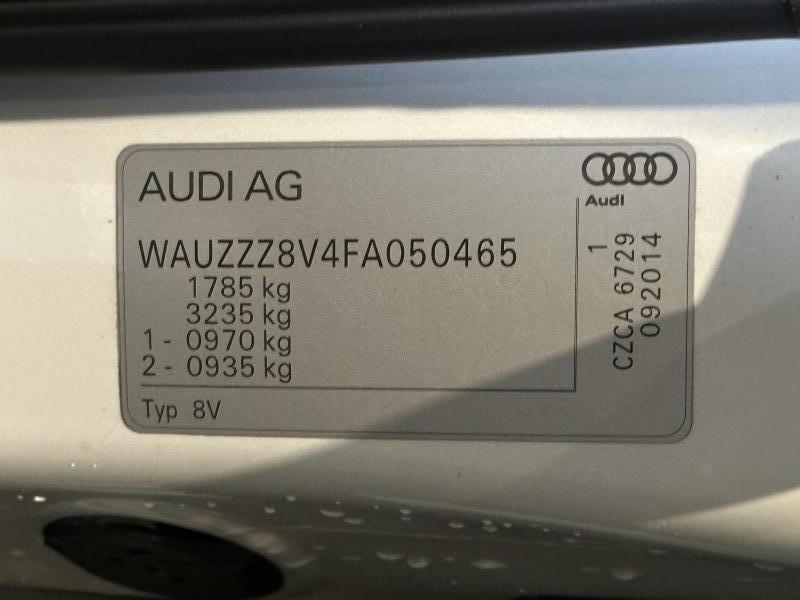 AUDI AG
Audi
WAUZZZ8V4FA050465
1785 kg
3235 kg
1 - 0970 kg
2 - 0935 kg
Typ 8V
1
CZCA 6729
092014